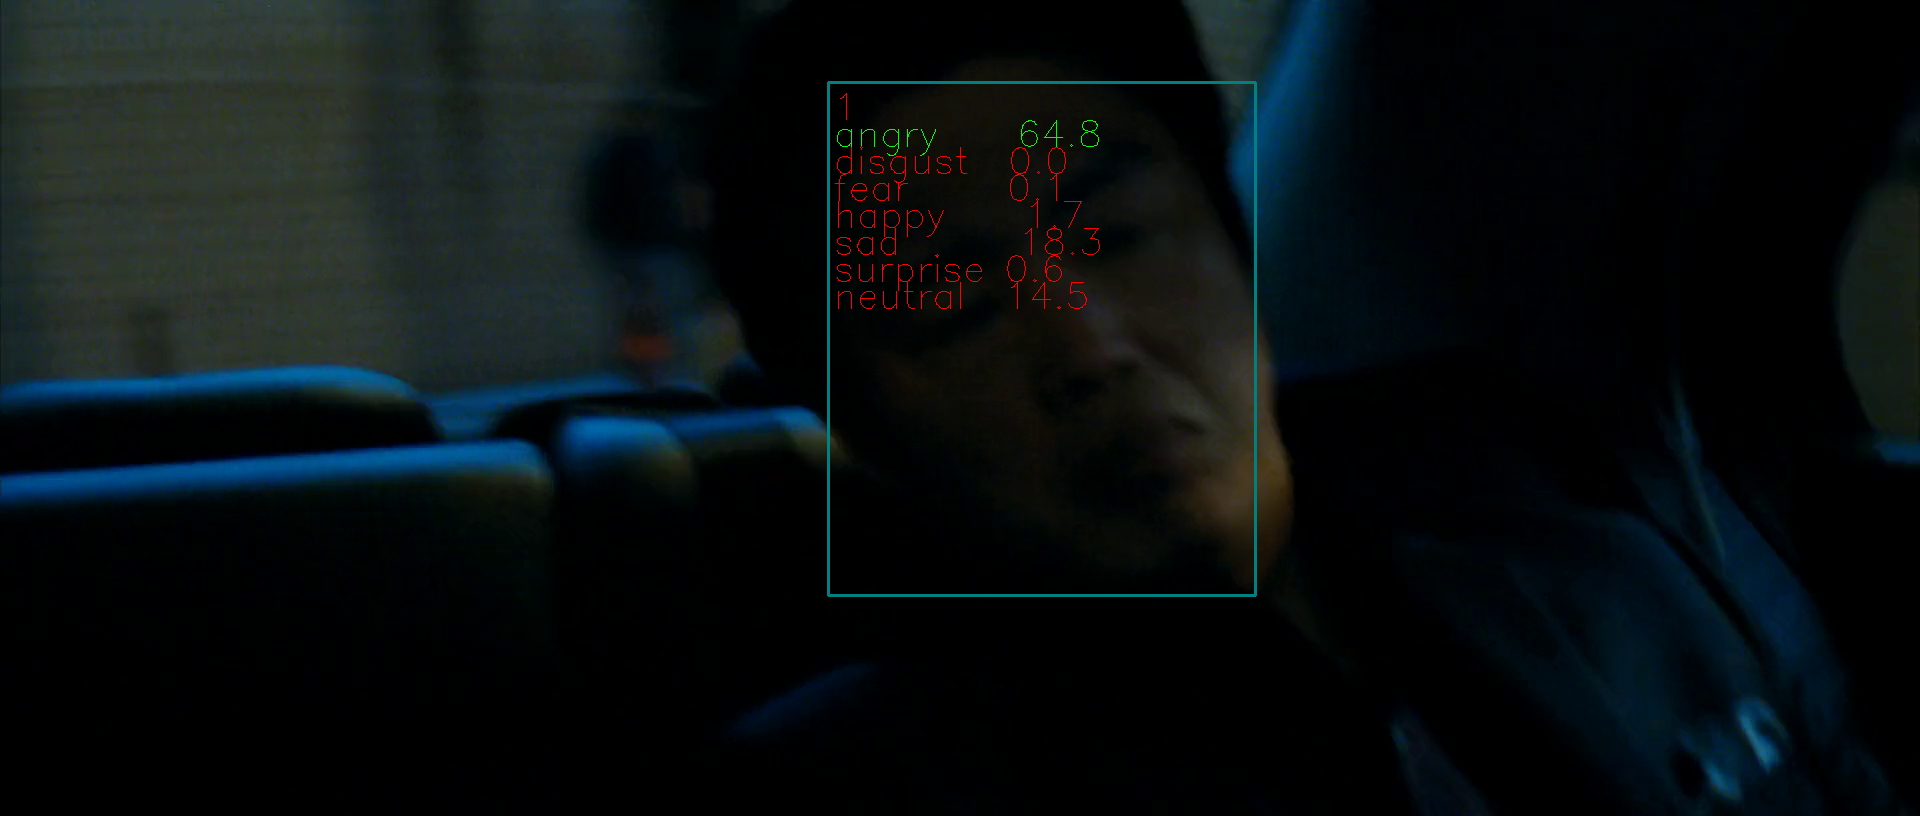 1
angry 64.8
disgust 0.0
fear 0.1
happy 1.7
sad 18.3
surprise 0.6
neutral 14.5